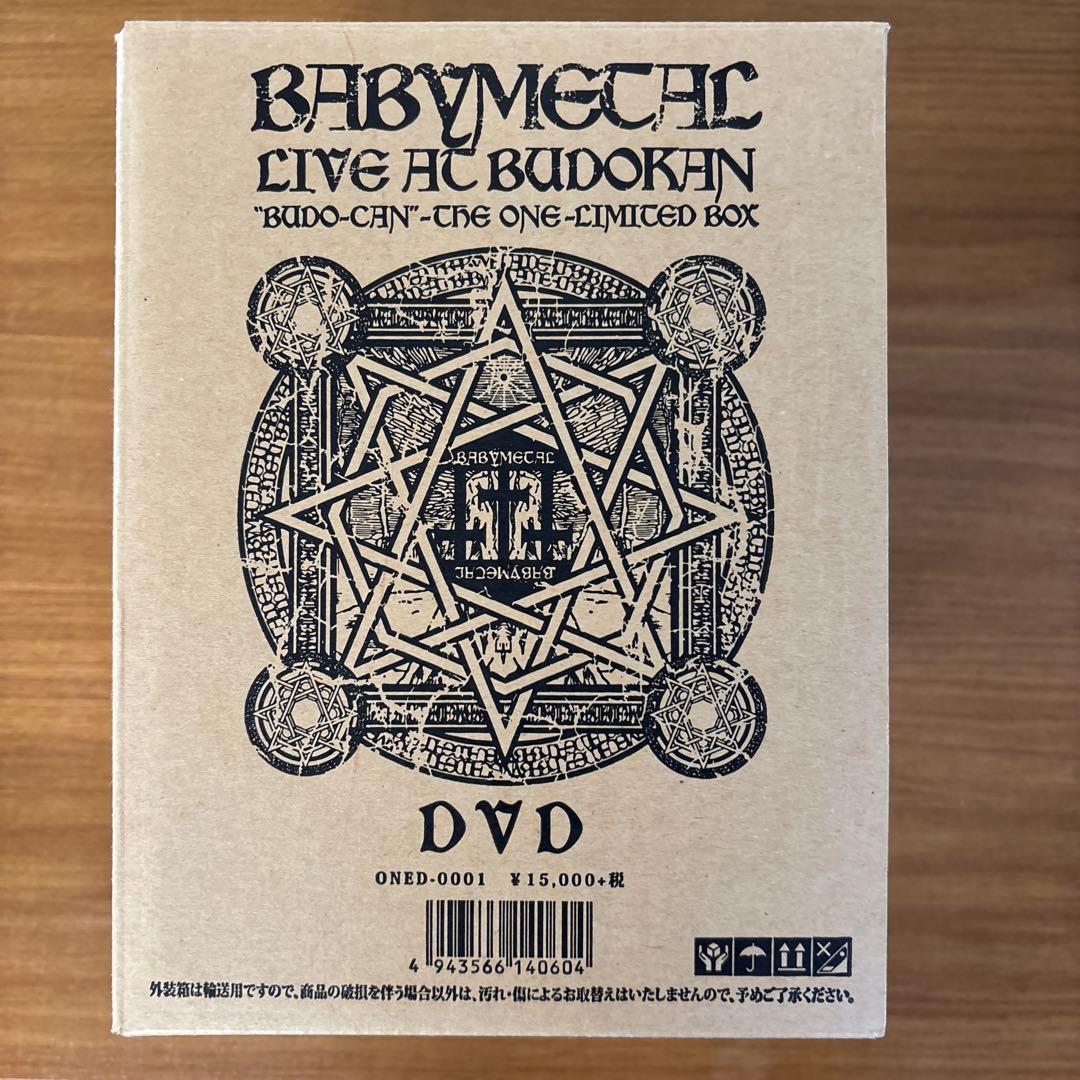 BABYMETAL
LIVE AT BUDOKAN
"BUDO-CAN"-THE ONE-LIMITED BOX
BABYMETAL
BABYMETAL
DVD
ONED-0001 ¥15,000+税
4 943566 140604
外装箱は輸送用ですので、商品の破損を伴う場合以外は、汚れ・傷によるお取替えはいたしませんので、予めご了承ください。